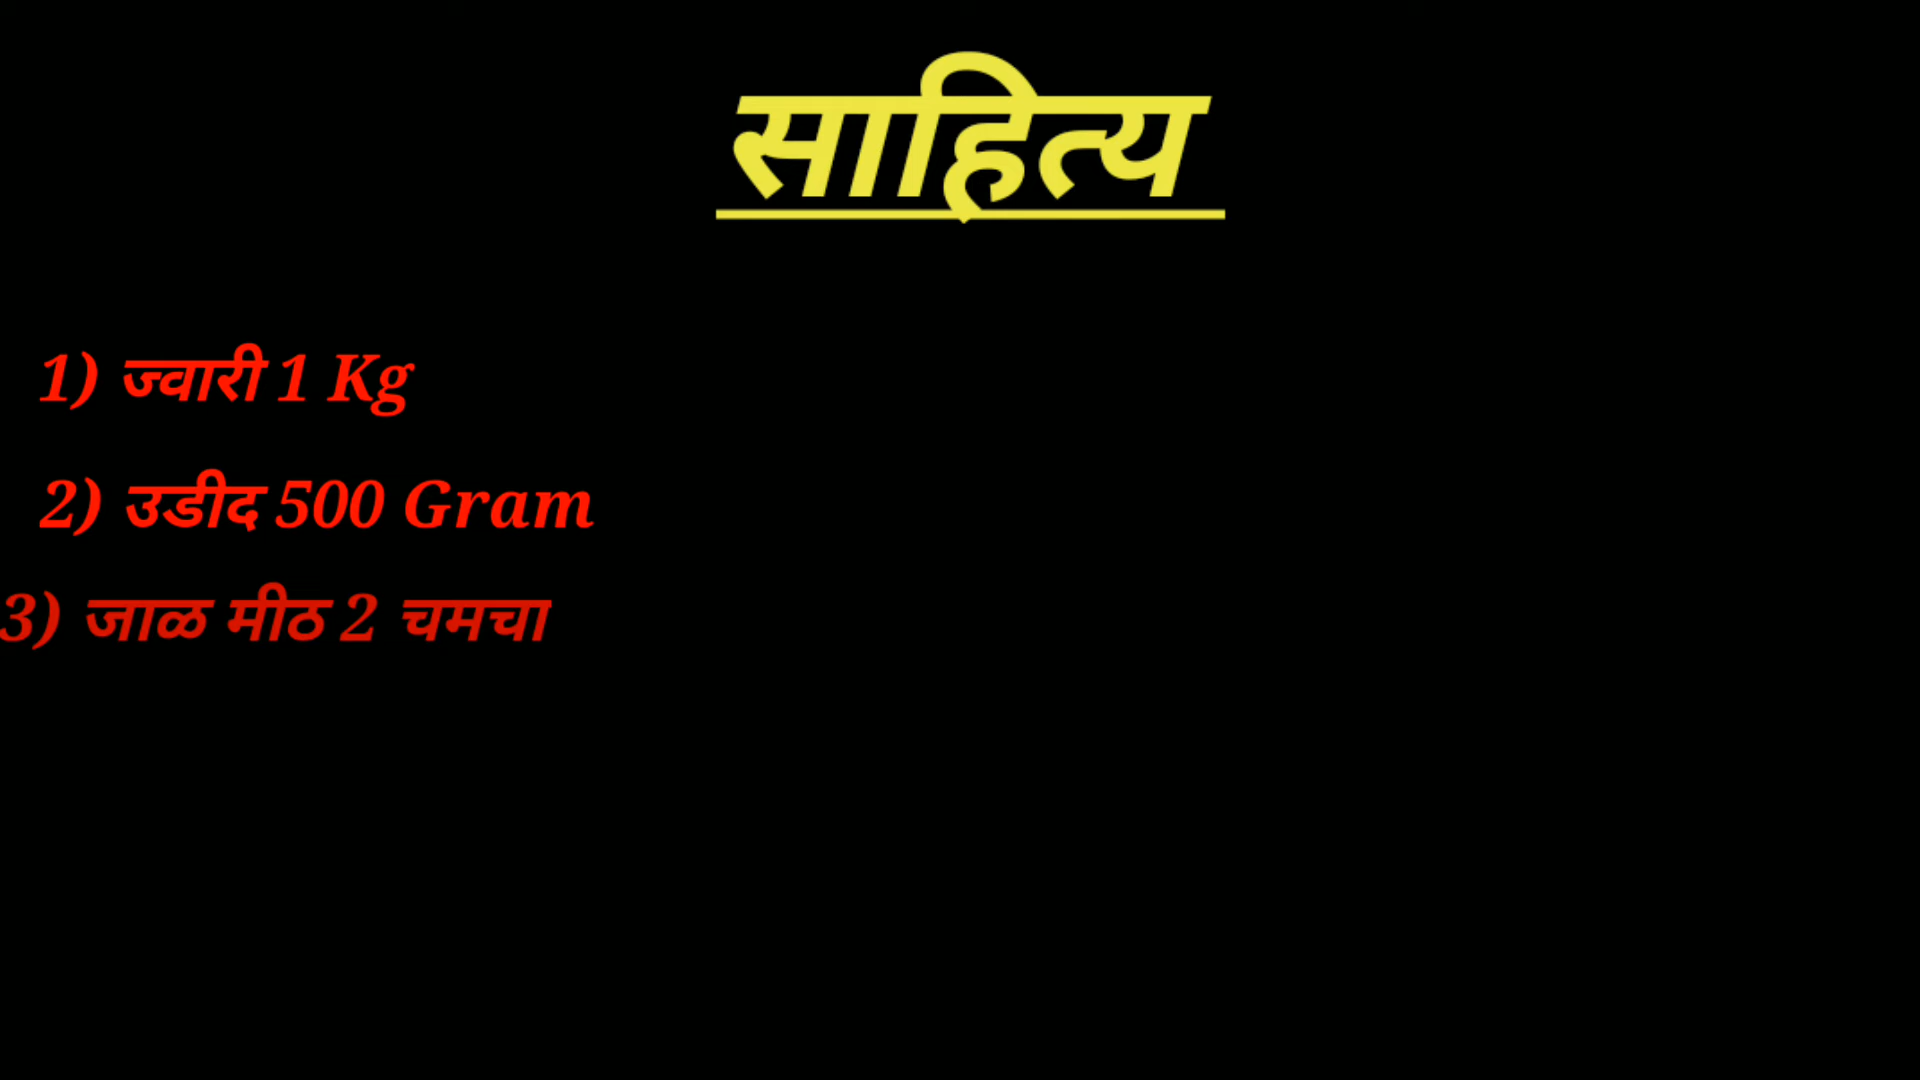 साहित्य
1) ज्वारी 1 Kg
2) उडीद 500 Gram
3) जाळ मीठ 2 चमचा